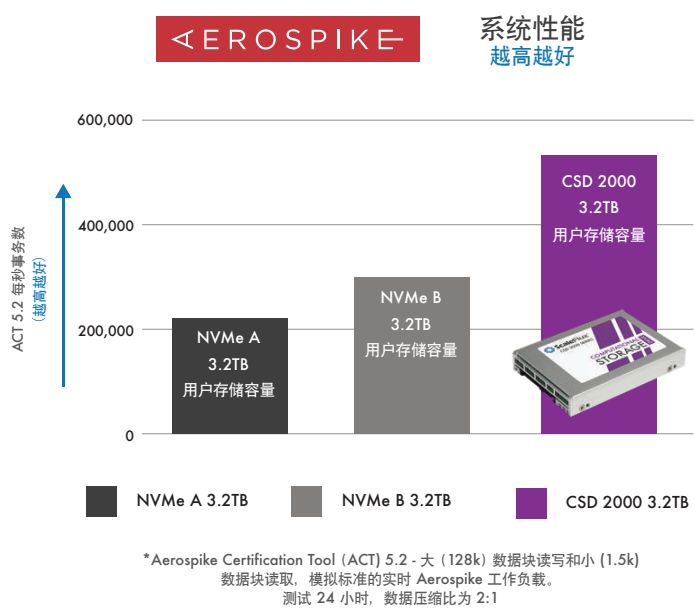 AEROSPIKE
系统性能
越高越好
600,000
400,000
200,000
0
ACT 5.2 每秒事务数
(越高越好)
NVMe A
3.2TB
用户存储容量
NVMe B
3.2TB
用户存储容量
CSD 2000
3.2TB
用户存储容量
ScaleFlux
CSD 2000 SERIES
COMPUTATIONAL
STORAGE
NVMe A 3.2TB
NVMe B 3.2TB
CSD 2000 3.2TB
*Aerospike Certification Tool (ACT) 5.2 - 大 (128k) 数据块读写和小 (1.5k)
数据块读取，模拟标准的实时 Aerospike 工作负载。
测试 24 小时，数据压缩比为 2:1